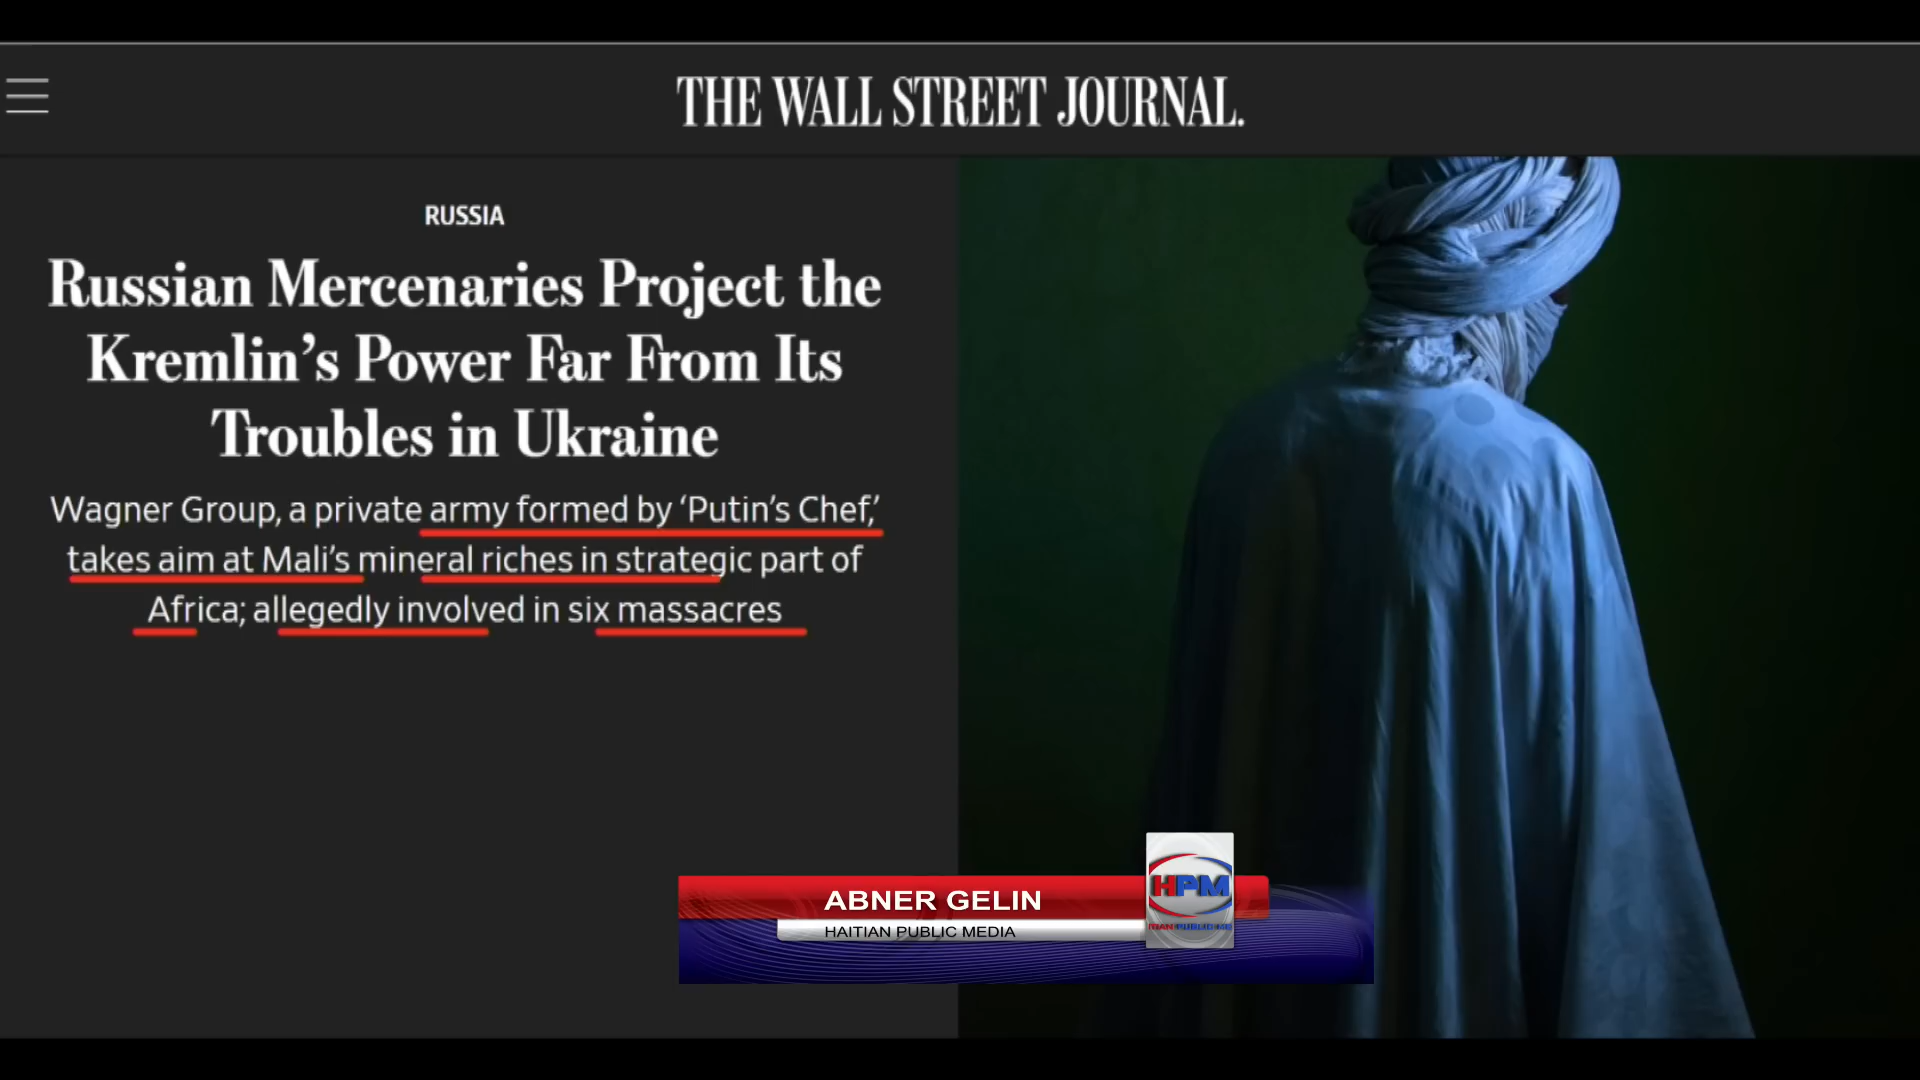 THE WALL STREET JOURNAL.
RUSSIA
Russian Mercenaries Project the
Kremlin's Power Far From Its
Troubles in Ukraine
Wagner Group, a private army formed by 'Putin's Chef,'
takes aim at Mali's mineral riches in strategic part of
Africa; allegedly involved in six massacres
ABNER GELIN
HAITIAN PUBLIC MEDIA
HPM